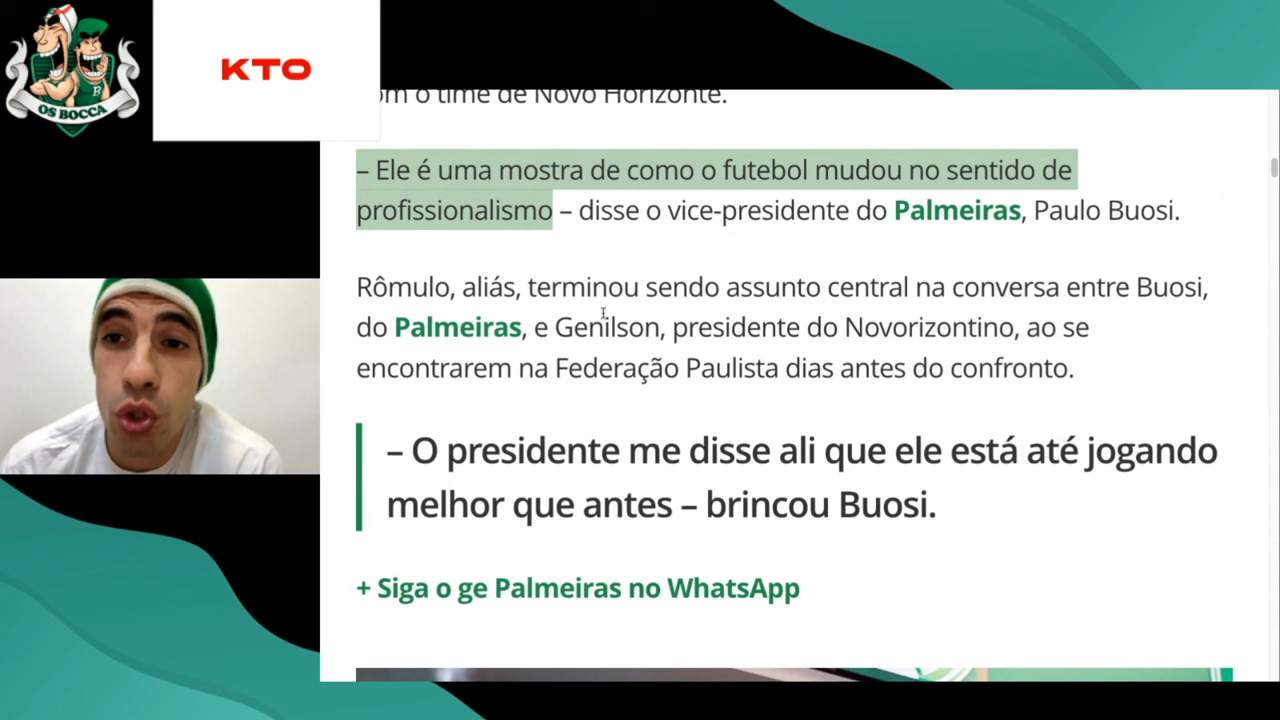 OS BOCCA
B
KTO
om o time de Novo Horizonte.
– Ele é uma mostra de como o futebol mudou no sentido de
profissionalismo – disse o vice-presidente do Palmeiras, Paulo Buosi.
Rômulo, aliás, terminou sendo assunto central na conversa entre Buosi,
do Palmeiras, e Genilson, presidente do Novorizontino, ao se
encontrarem na Federação Paulista dias antes do confronto.
– O presidente me disse ali que ele está até jogando
melhor que antes – brincou Buosi.
+ Siga o ge Palmeiras no WhatsApp